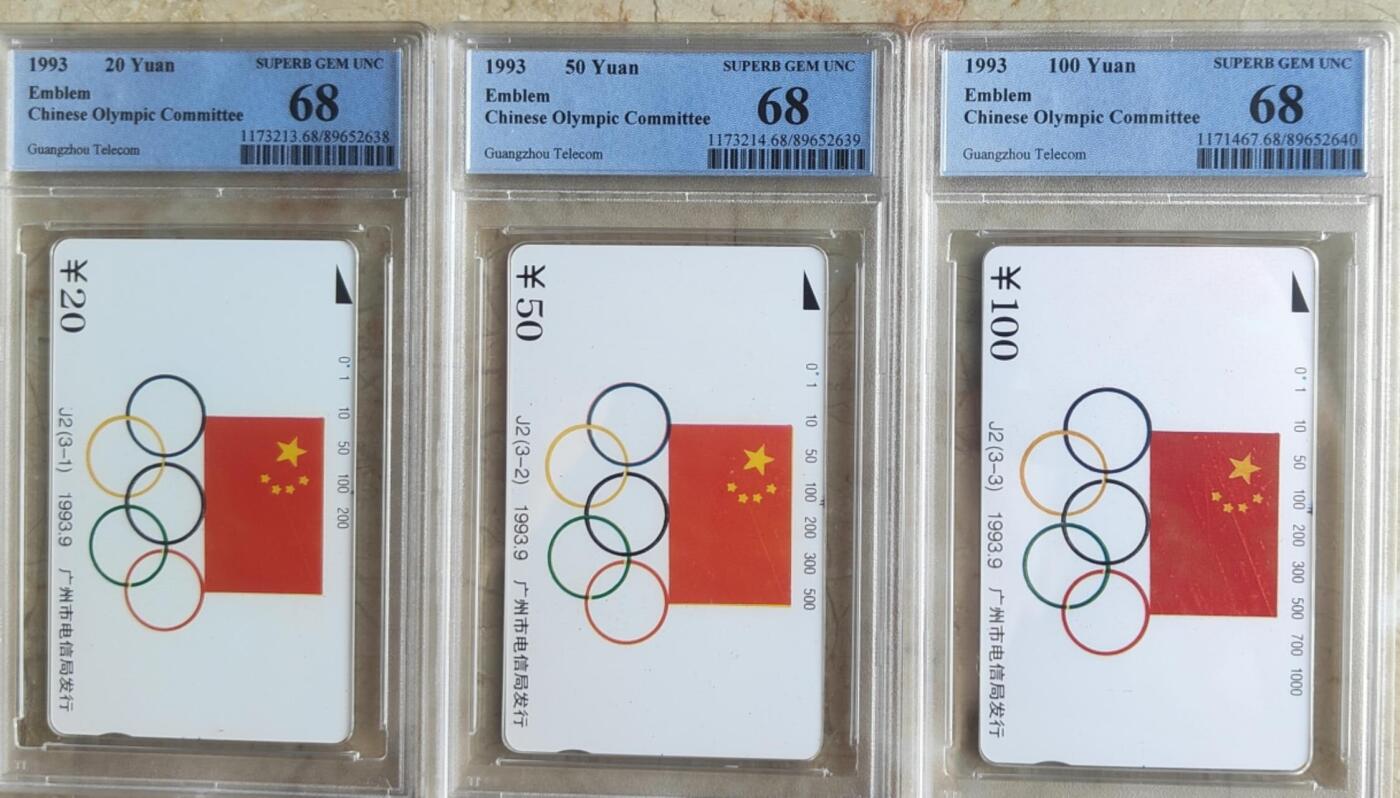 1993 20 Yuan SUPERB GEM UNC
Emblem 68
Chinese Olympic Committee
1173213.68/89652638
Guangzhou Telecom
¥20
0 1 10 50 100 200
J2(3-1) 1993.9 广州市电信局发行
1993 50 Yuan SUPERB GEM UNC
Emblem 68
Chinese Olympic Committee
1173214.68/89652639
Guangzhou Telecom
¥50
0 1 10 50 100 200 300 500
J2(3-2) 1993.9 广州市电信局发行
1993 100 Yuan SUPERB GEM UNC
Emblem 68
Chinese Olympic Committee
1171467.68/89652640
Guangzhou Telecom
¥100
0 1 10 50 100 200 300 500 700 1000
J2(3-3) 1993.9 广州市电信局发行